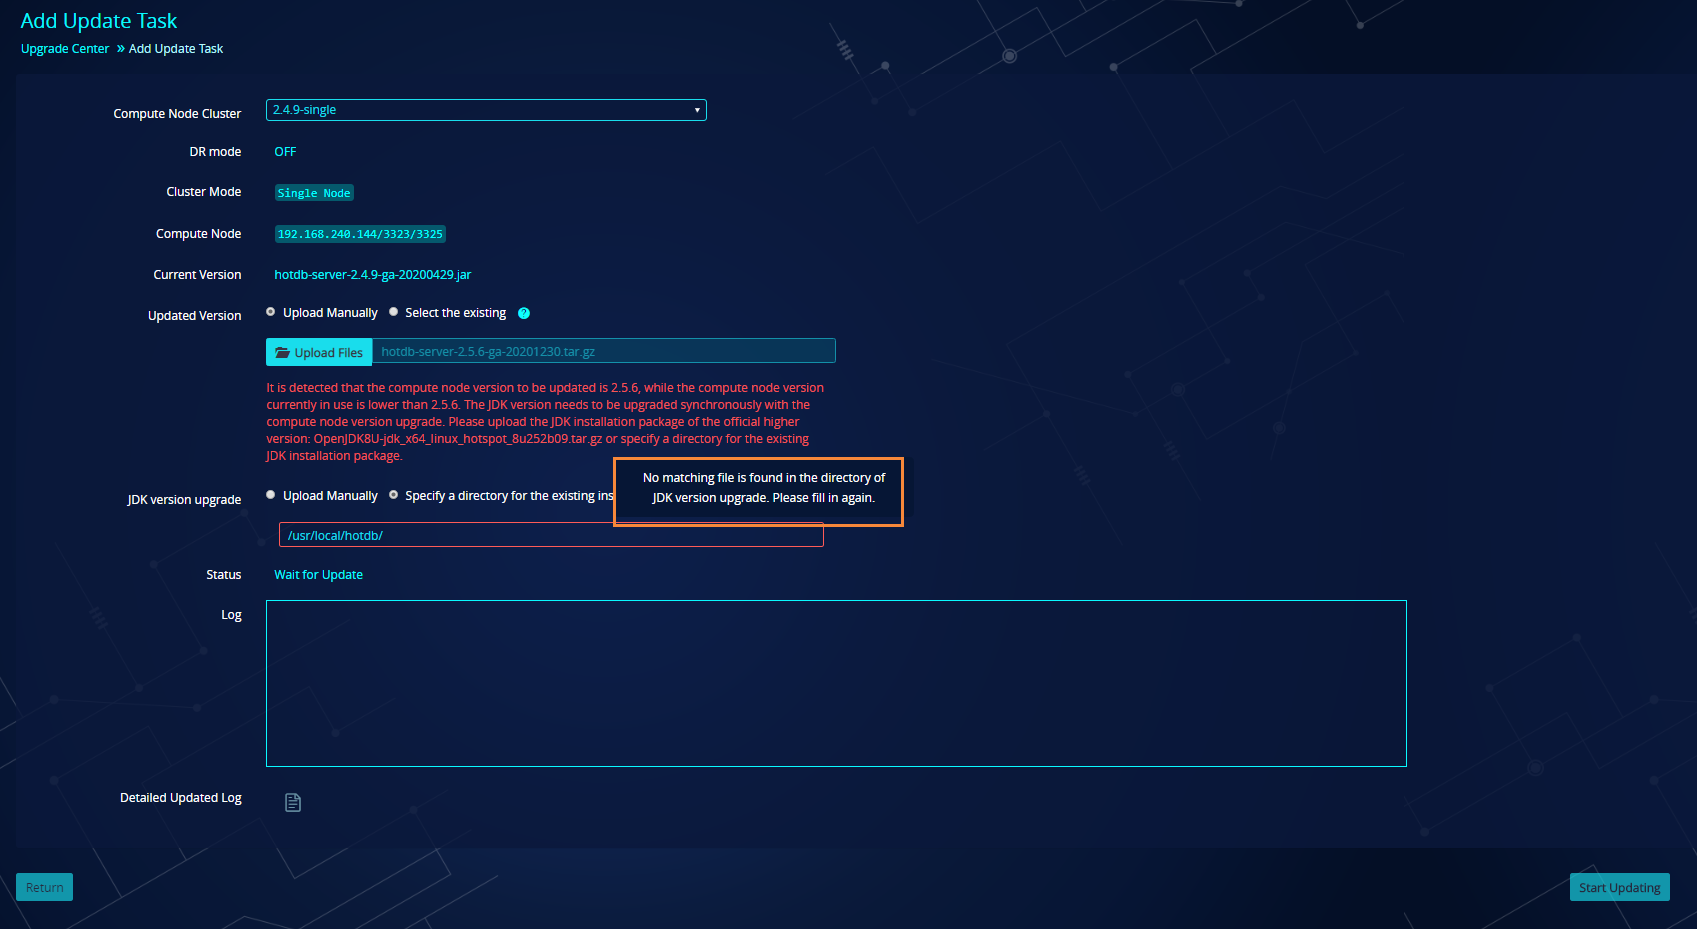 Add Update Task
Upgrade Center » Add Update Task
Compute Node Cluster 2.4.9-single
DR mode OFF
Cluster Mode Single Node
Compute Node 192.168.240.144/3323/3325
Current Version hotdb-server-2.4.9-ga-20200429.jar
Updated Version Upload Manually Select the existing ?
Upload Files hotdb-server-2.5.6-ga-20201230.tar.gz
It is detected that the compute node version to be updated is 2.5.6, while the compute node version
currently in use is lower than 2.5.6. The JDK version needs to be upgraded synchronously with the
compute node version upgrade. Please upload the JDK installation package of the official higher
version: OpenJDK8U-jdk_x64_linux_hotspot_8u252b09.tar.gz or specify a directory for the existing
JDK installation package.
No matching file is found in the directory of
JDK version upgrade. Please fill in again.
JDK version upgrade Upload Manually Specify a directory for the existing ins
/usr/local/hotdb/
Status Wait for Update
Log
Detailed Updated Log
Return Start Updating